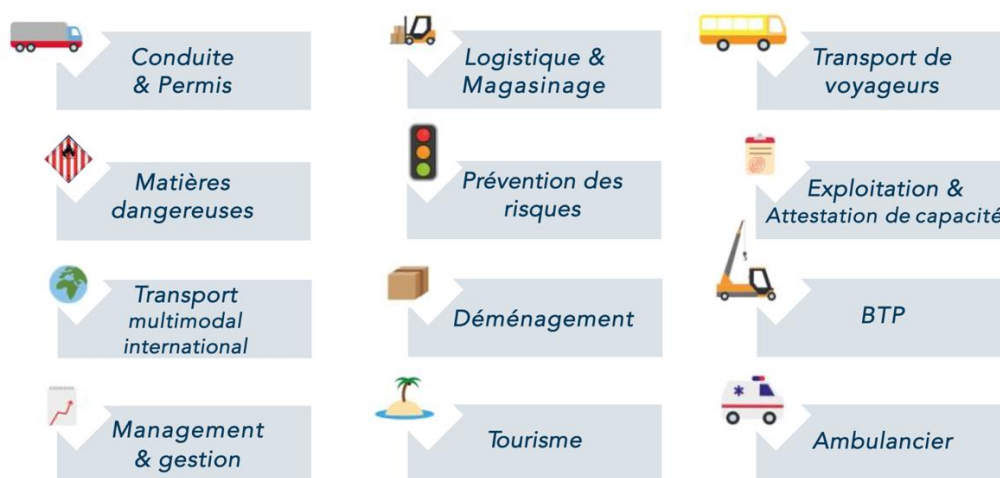 Conduite
& Permis
Logistique &
Magasinage
Transport de
voyageurs
Matières
dangereuses
Prévention des
risques
Exploitation &
Attestation de capacité
Transport
multimodal
international
Déménagement
BTP
Management
& gestion
Tourisme
Ambulancier